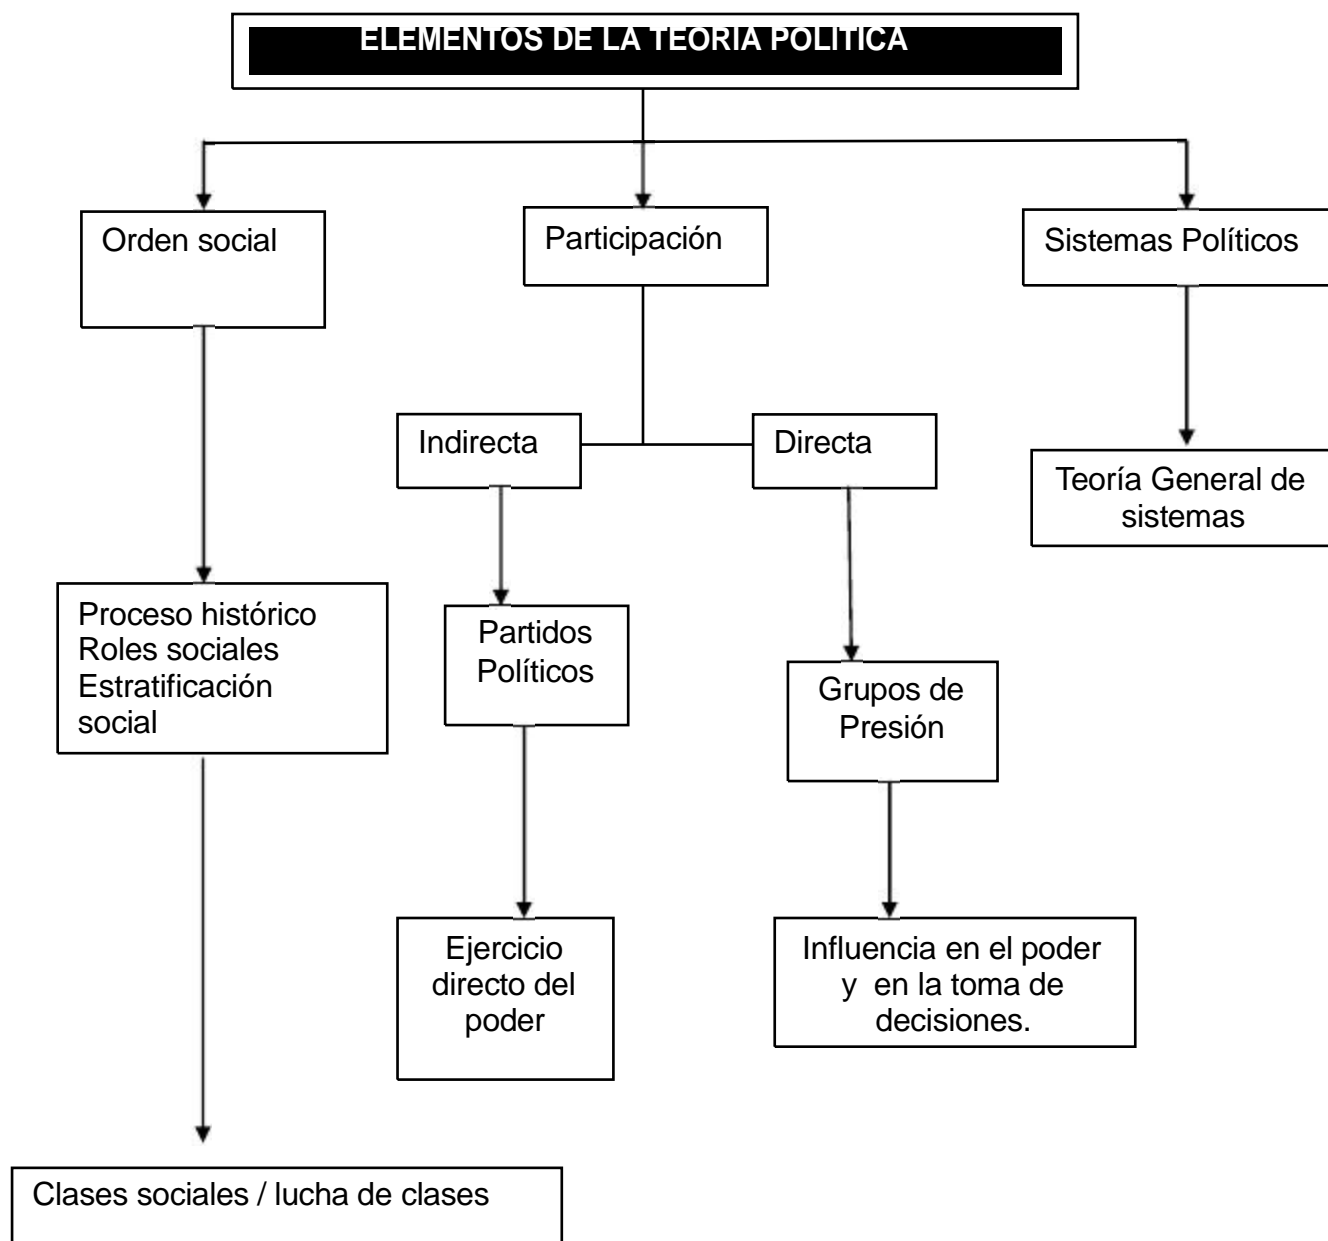 ELEMENTOS DE LA TEORIA POLITICA
Orden social
Participación
Sistemas Políticos
Indirecta
Directa
Teoría General de
sistemas
Proceso histórico
Roles sociales
Estratificación
social
Partidos
Políticos
Grupos de
Presión
Ejercicio
directo del
poder
Influencia en el poder
y en la toma de
decisiones.
Clases sociales / lucha de clases